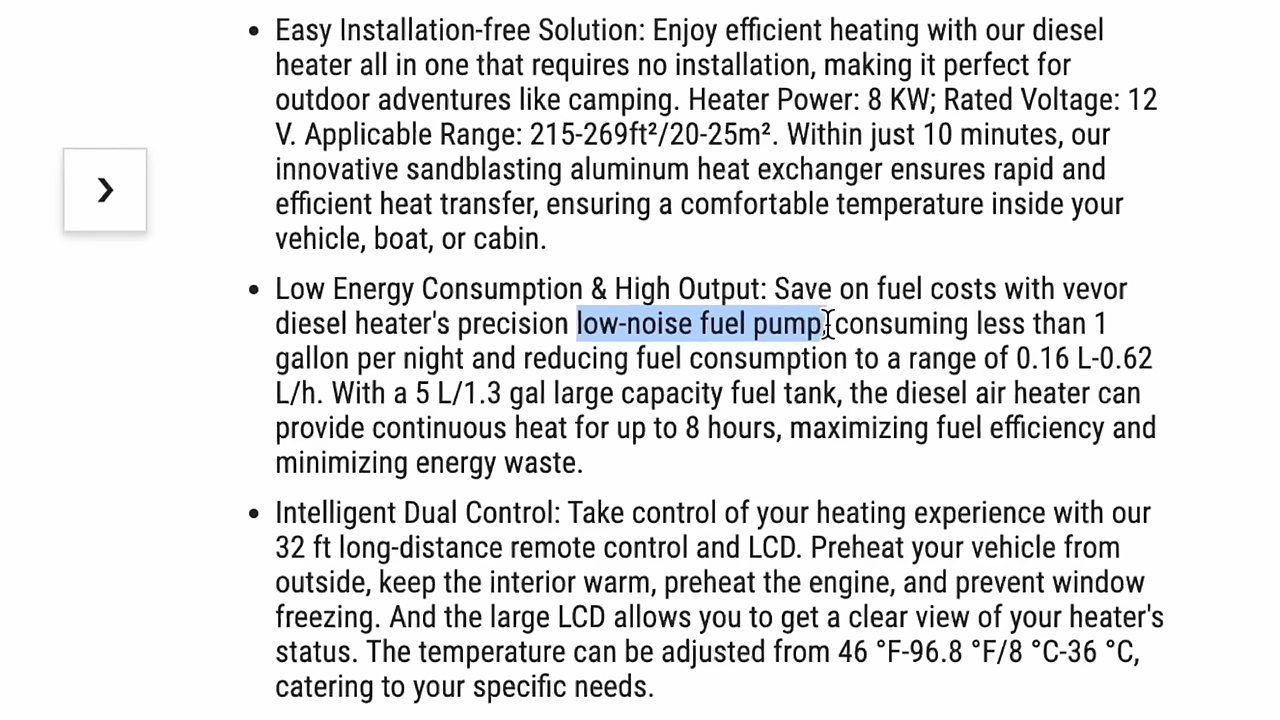 Easy Installation-free Solution: Enjoy efficient heating with our diesel
heater all in one that requires no installation, making it perfect for
outdoor adventures like camping. Heater Power: 8 KW; Rated Voltage: 12
V. Applicable Range: 215-269ft²/20-25m². Within just 10 minutes, our
innovative sandblasting aluminum heat exchanger ensures rapid and
efficient heat transfer, ensuring a comfortable temperature inside your
vehicle, boat, or cabin.
Low Energy Consumption & High Output: Save on fuel costs with vevor
diesel heater's precision low-noise fuel pump, consuming less than 1
gallon per night and reducing fuel consumption to a range of 0.16 L-0.62
L/h. With a 5 L/1.3 gal large capacity fuel tank, the diesel air heater can
provide continuous heat for up to 8 hours, maximizing fuel efficiency and
minimizing energy waste.
Intelligent Dual Control: Take control of your heating experience with our
32 ft long-distance remote control and LCD. Preheat your vehicle from
outside, keep the interior warm, preheat the engine, and prevent window
freezing. And the large LCD allows you to get a clear view of your heater's
status. The temperature can be adjusted from 46 °F-96.8 °F/8 °C-36 °C,
catering to your specific needs.